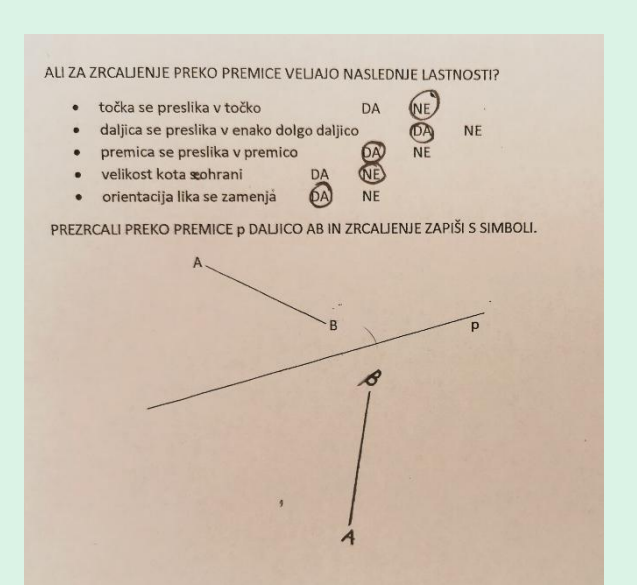 ALI ZA ZRCALJENJE PREKO PREMICE VELJAJO NASLEDNJE LASTNOSTI?
• točka se preslika v točko DA NE
• daljica se preslika v enako dolgo daljico DA NE
• premica se preslika v premico DA NE
• velikost kota se ohrani DA NE
• orientacija lika se zamenja DA NE
PREZRCALI PREKO PREMICE p DALJICO AB IN ZRCALJENJE ZAPIŠI S SIMBOLI.
A
B
p
B
A